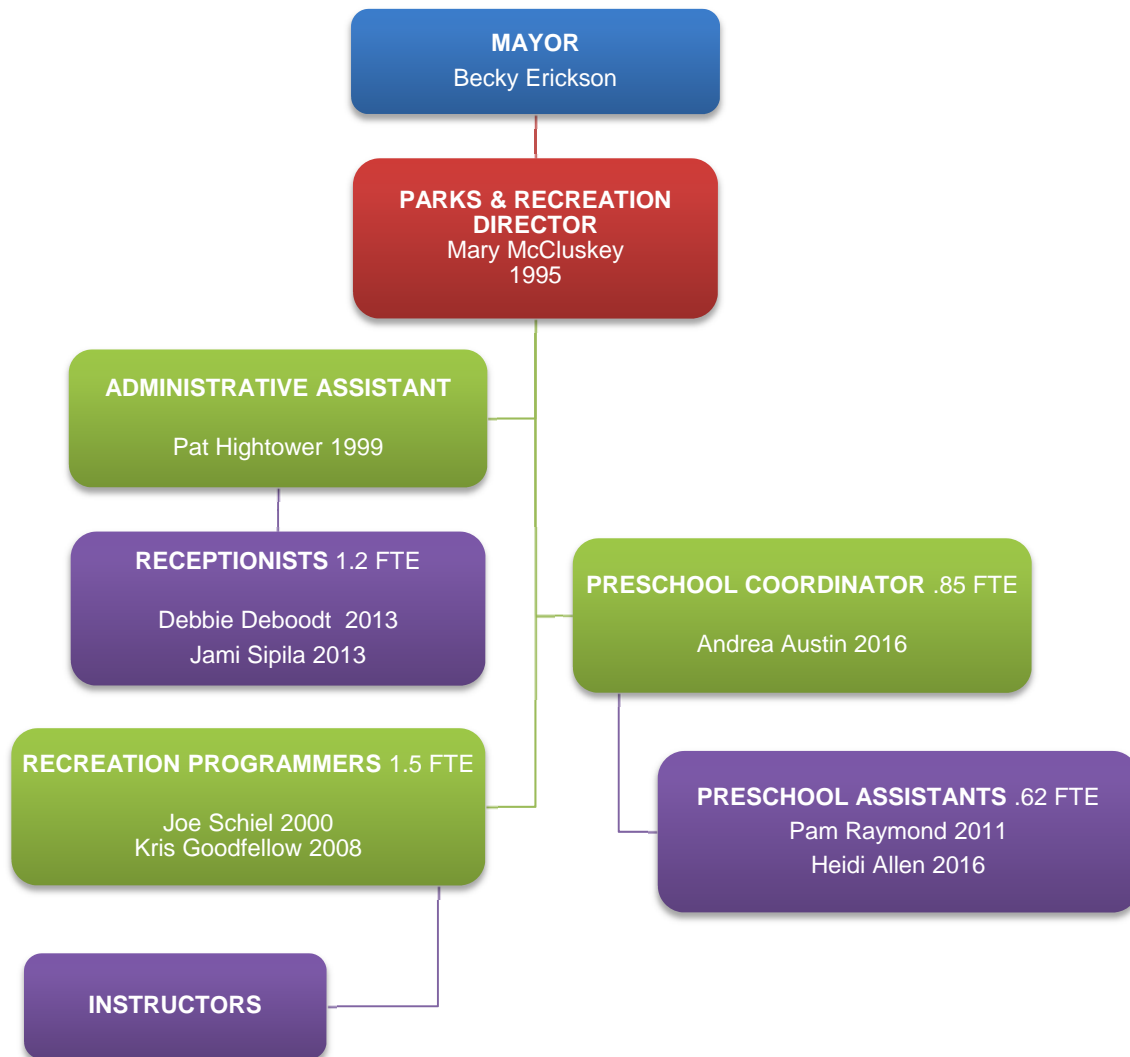 MAYOR
Becky Erickson
PARKS & RECREATION
DIRECTOR
Mary McCluskey
1995
ADMINISTRATIVE ASSISTANT
Pat Hightower 1999
RECEPTIONISTS 1.2 FTE
Debbie Deboodt  2013
Jami Sipila 2013
PRESCHOOL COORDINATOR .85 FTE
Andrea Austin 2016
RECREATION PROGRAMMERS 1.5 FTE
Joe Schiel 2000
Kris Goodfellow 2008
PRESCHOOL ASSISTANTS .62 FTE
Pam Raymond 2011
Heidi Allen 2016
INSTRUCTORS